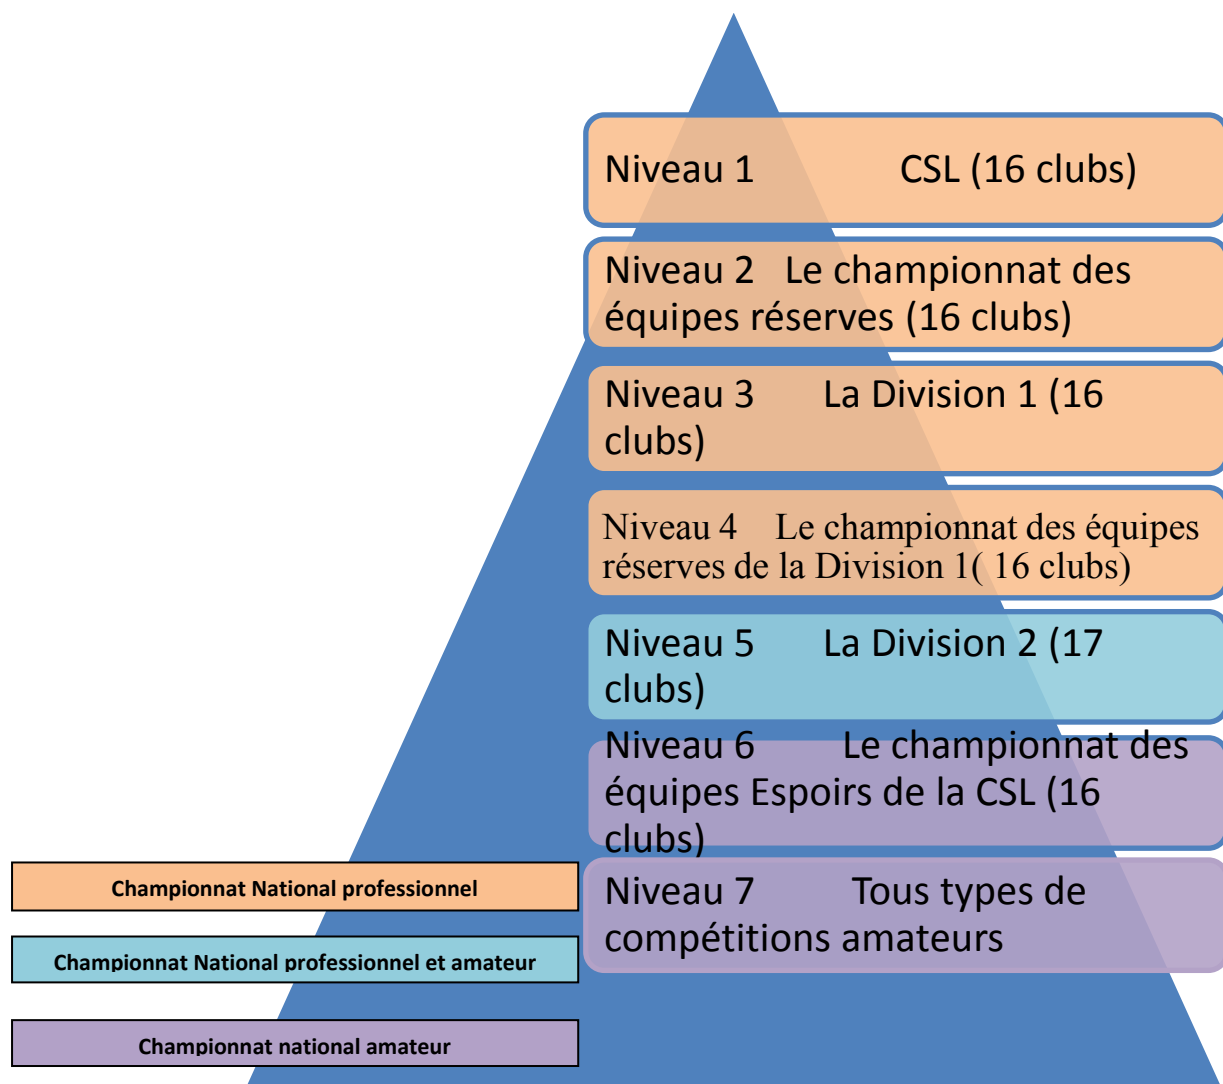 Niveau 1 CSL (16 clubs)
Niveau 2 Le championnat des
équipes réserves (16 clubs)
Niveau 3 La Division 1 (16
clubs)
Niveau 4 Le championnat des équipes
réserves de la Division 1( 16 clubs)
Niveau 5 La Division 2 (17
clubs)
Niveau 6 Le championnat des
équipes Espoirs de la CSL (16
clubs)
Niveau 7 Tous types de
compétitions amateurs
Championnat National professionnel
Championnat National professionnel et amateur
Championnat national amateur